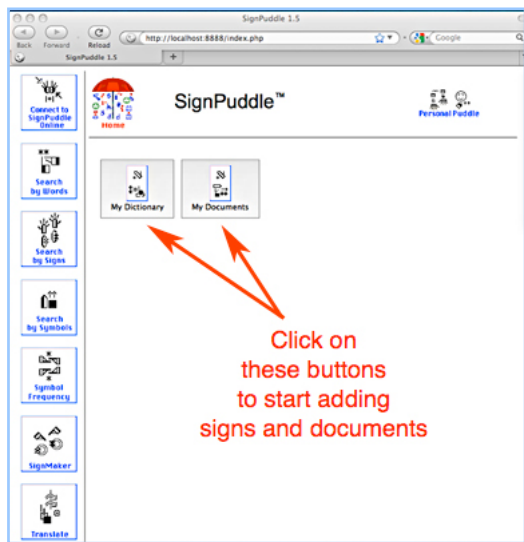 SignPuddle 1.5
Back Forward Reload
http://localhost:8888/index.php
Google
SignPuddle 1.5
+
Connect to
SignPuddle
Online
Home
SignPuddle™
Personal Puddle
Search
by Words
My Dictionary
My Documents
Search
by Signs
Search
by Symbols
Click on
these buttons
to start adding
signs and documents
Symbol
Frequency
SignMaker
Translate